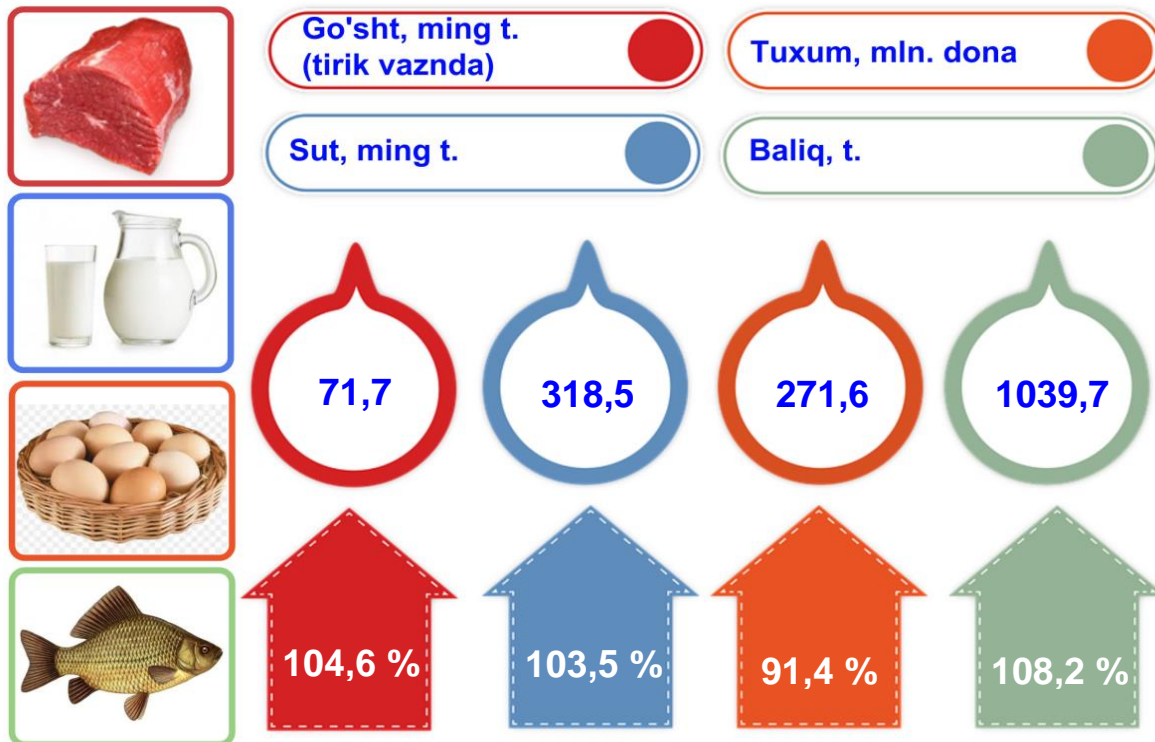 Go'sht, ming t.
(tirik vaznda)
Tuxum, mln. dona
Sut, ming t.
Baliq, t.
71,7
318,5
271,6
1039,7
104,6 %
103,5 %
91,4 %
108,2 %